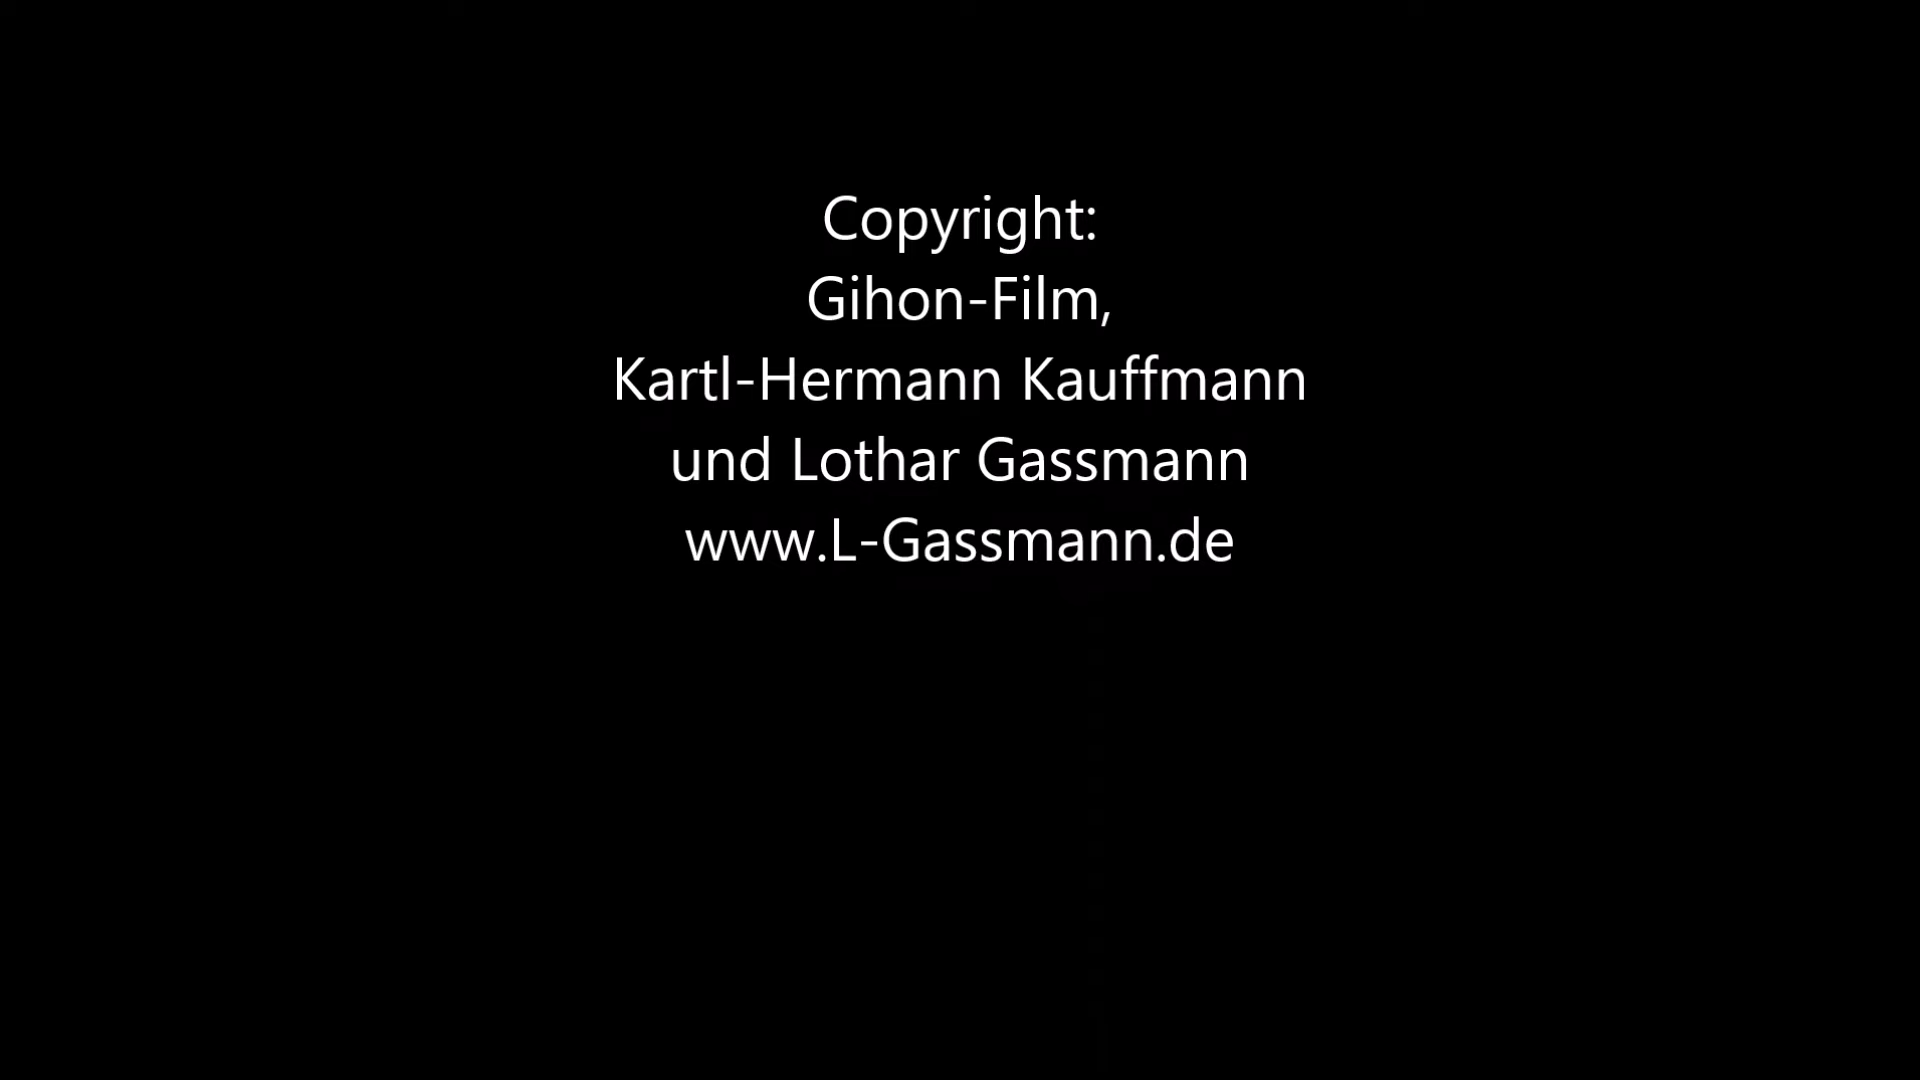 Copyright:
Gihon-Film,
Kartl-Hermann Kauffmann
und Lothar Gassmann
www.L-Gassmann.de